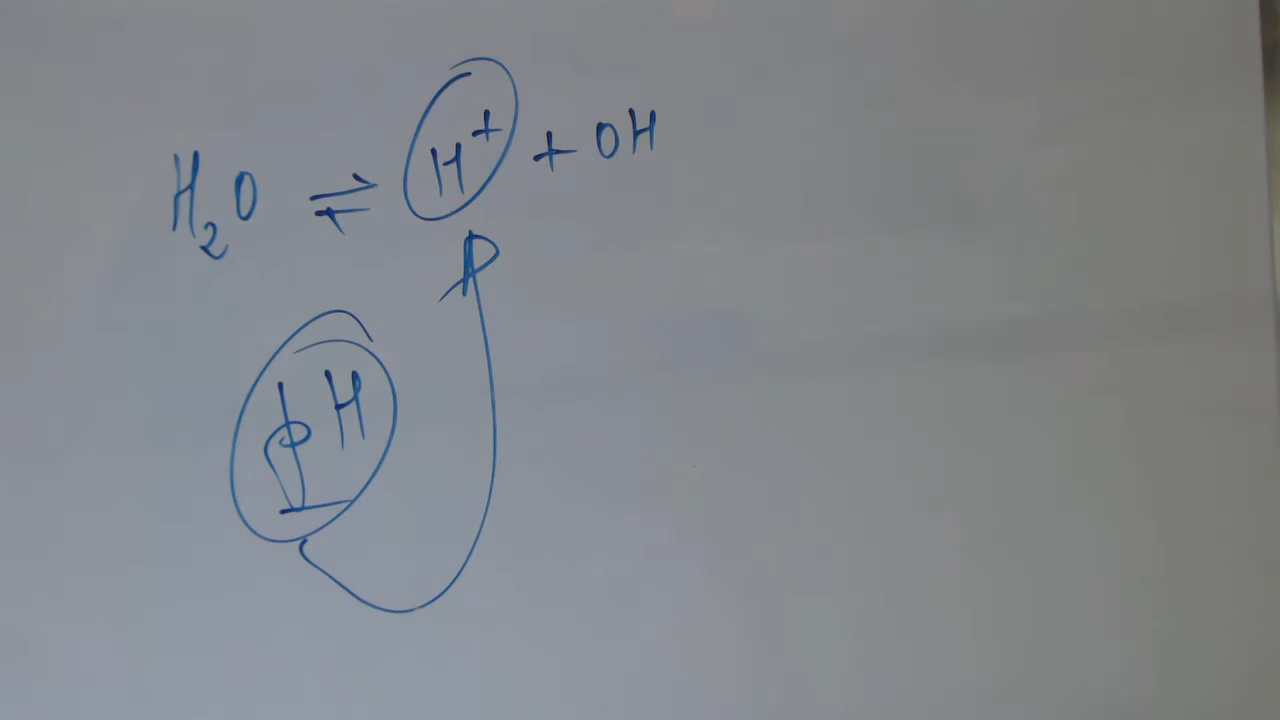 H₂O ⇌ H⁺ + OH
pH